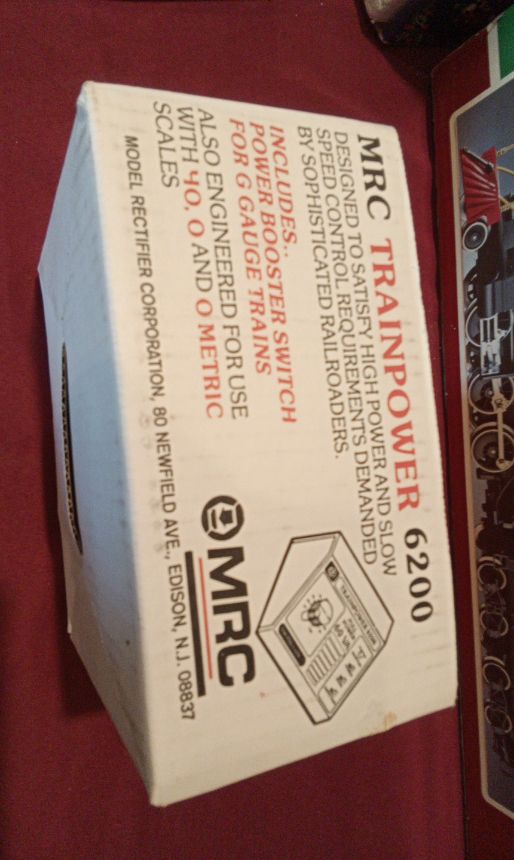 MRC TRAINPOWER 6200
DESIGNED TO SATISFY HIGH POWER AND SLOW
SPEED CONTROL REQUIREMENTS DEMANDED
BY SOPHISTICATED RAILROADERS.
INCLUDES..
POWER BOOSTER SWITCH
FOR G GAUGE TRAINS
ALSO ENGINEERED FOR USE
WITH HO, O AND O METRIC
SCALES
MRC
MODEL RECTIFIER CORPORATION, 80 NEWFIELD AVE., EDISON, N.J. 08837